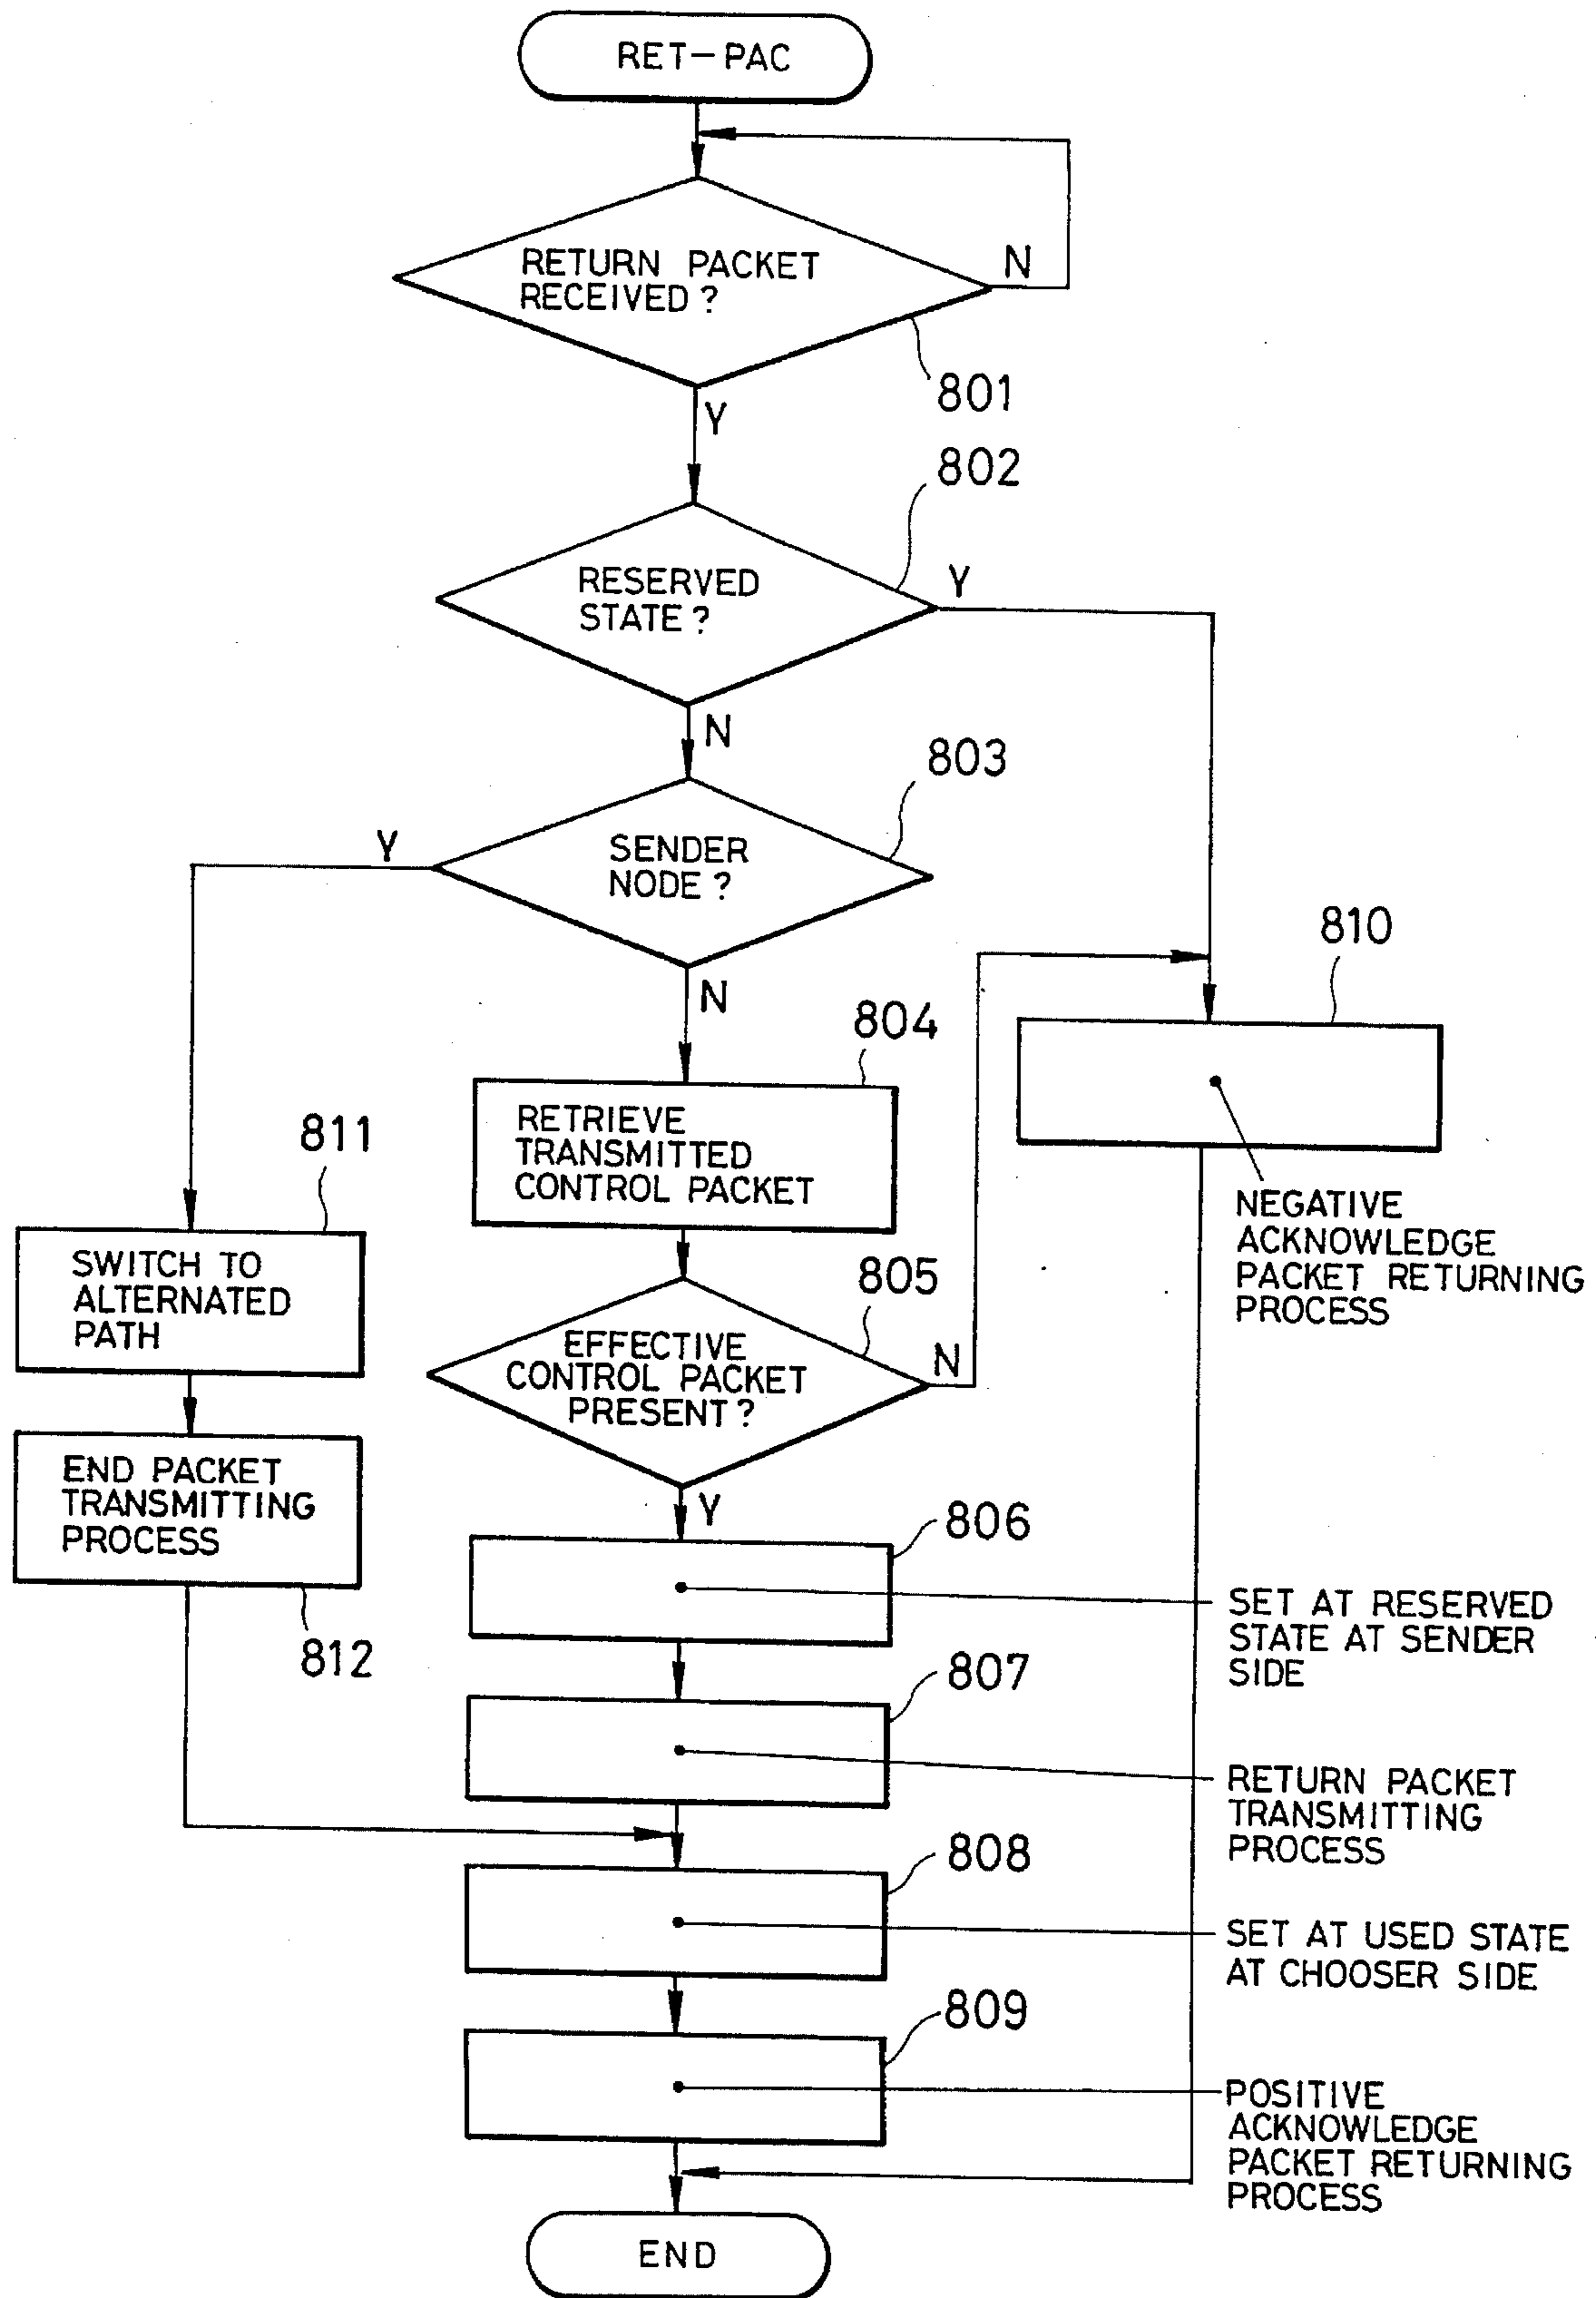 RET-PAC
RETURN PACKET
RECEIVED?
N
801
Y
802
RESERVED
STATE?
Y
N
803
SENDER
NODE?
Y
N
810
804
RETRIEVE
TRANSMITTED
CONTROL PACKET
NEGATIVE
ACKNOWLEDGE
PACKET RETURNING
PROCESS
811
SWITCH TO
ALTERNATED
PATH
805
EFFECTIVE
CONTROL PACKET
PRESENT?
N
Y
END PACKET
TRANSMITTING
PROCESS
812
806
SET AT RESERVED
STATE AT SENDER
SIDE
807
RETURN PACKET
TRANSMITTING
PROCESS
808
SET AT USED STATE
AT CHOOSER SIDE
809
POSITIVE
ACKNOWLEDGE
PACKET RETURNING
PROCESS
END